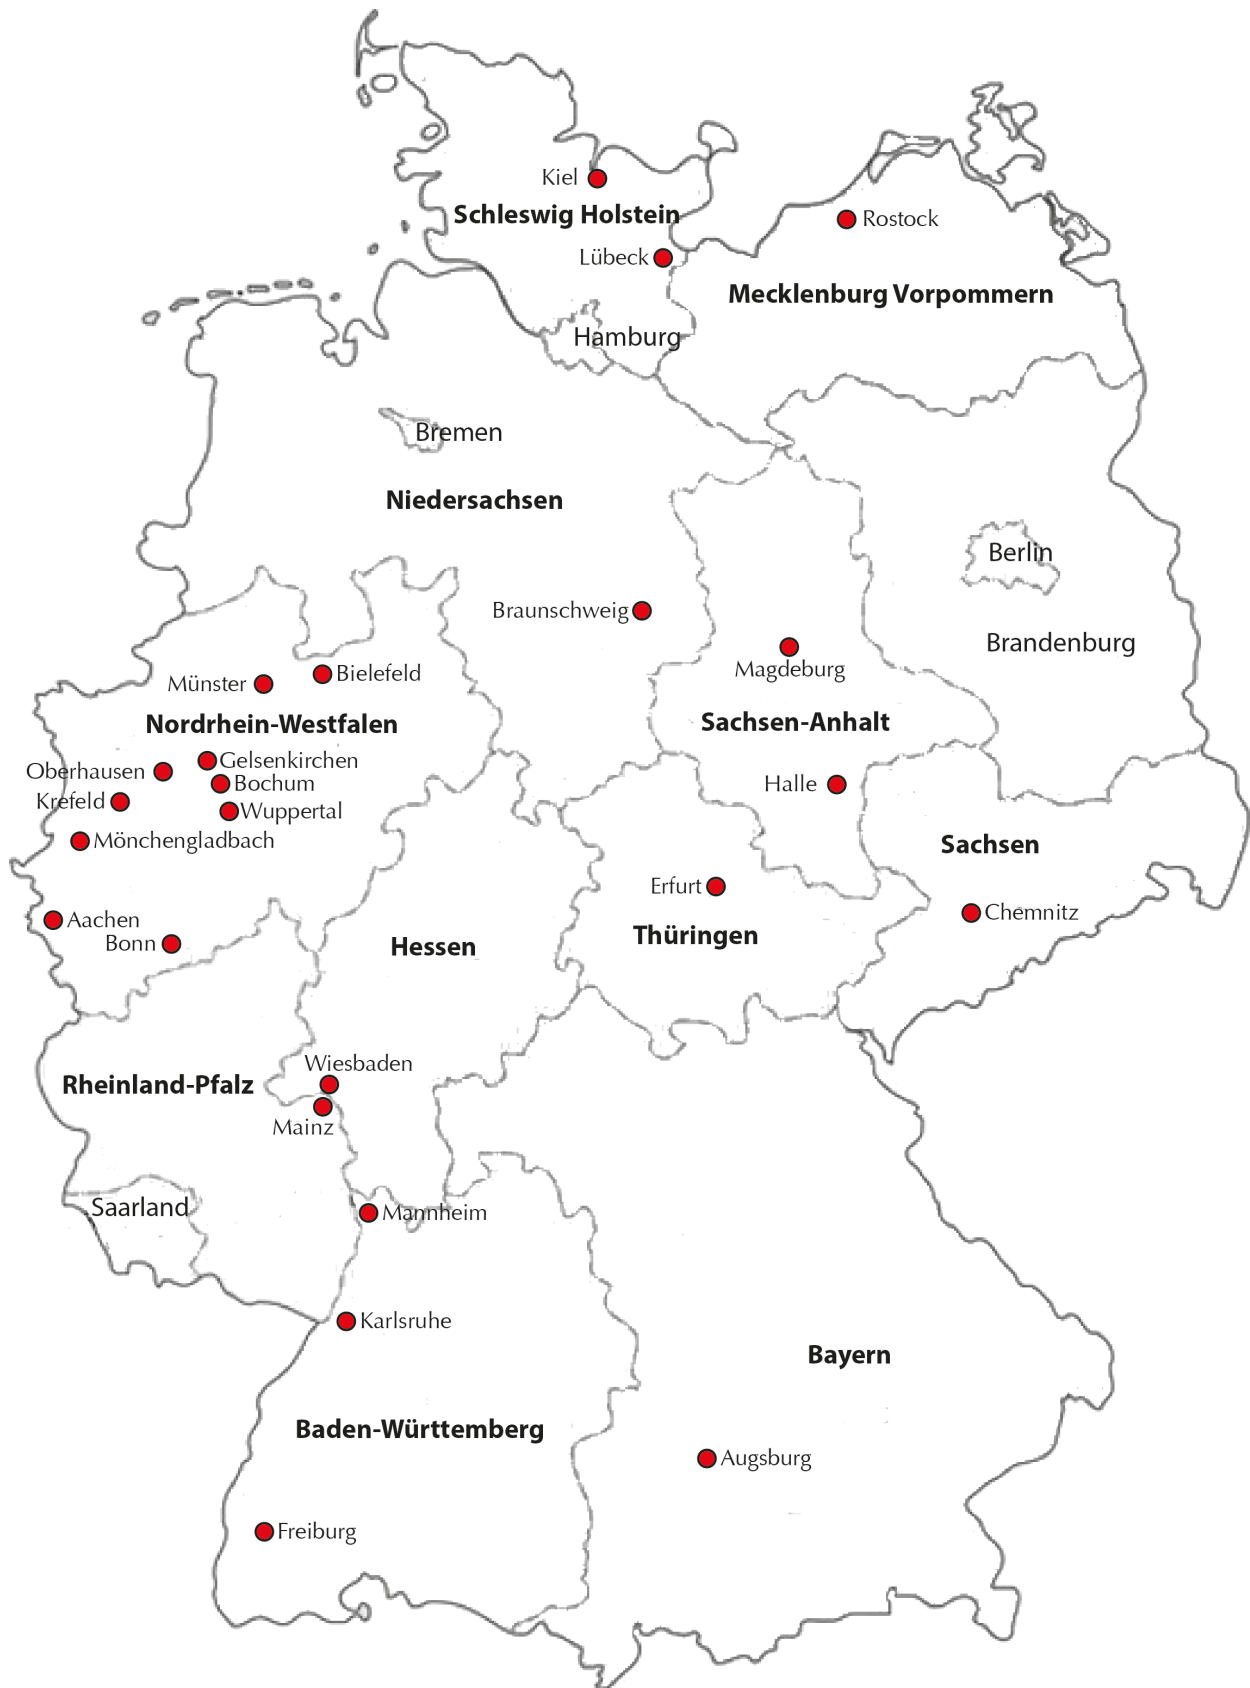 Kiel
Schleswig Holstein
Rostock
Lübeck
Mecklenburg Vorpommern
Hamburg
Bremen
Niedersachsen
Berlin
Braunschweig
Brandenburg
Magdeburg
Bielefeld
Münster
Sachsen-Anhalt
Nordrhein-Westfalen
Gelsenkirchen
Oberhausen
Bochum
Halle
Krefeld
Wuppertal
Mönchengladbach
Sachsen
Erfurt
Chemnitz
Aachen
Thüringen
Bonn
Hessen
Wiesbaden
Rheinland-Pfalz
Mainz
Saarland
Mannheim
Karlsruhe
Bayern
Baden-Württemberg
Augsburg
Freiburg